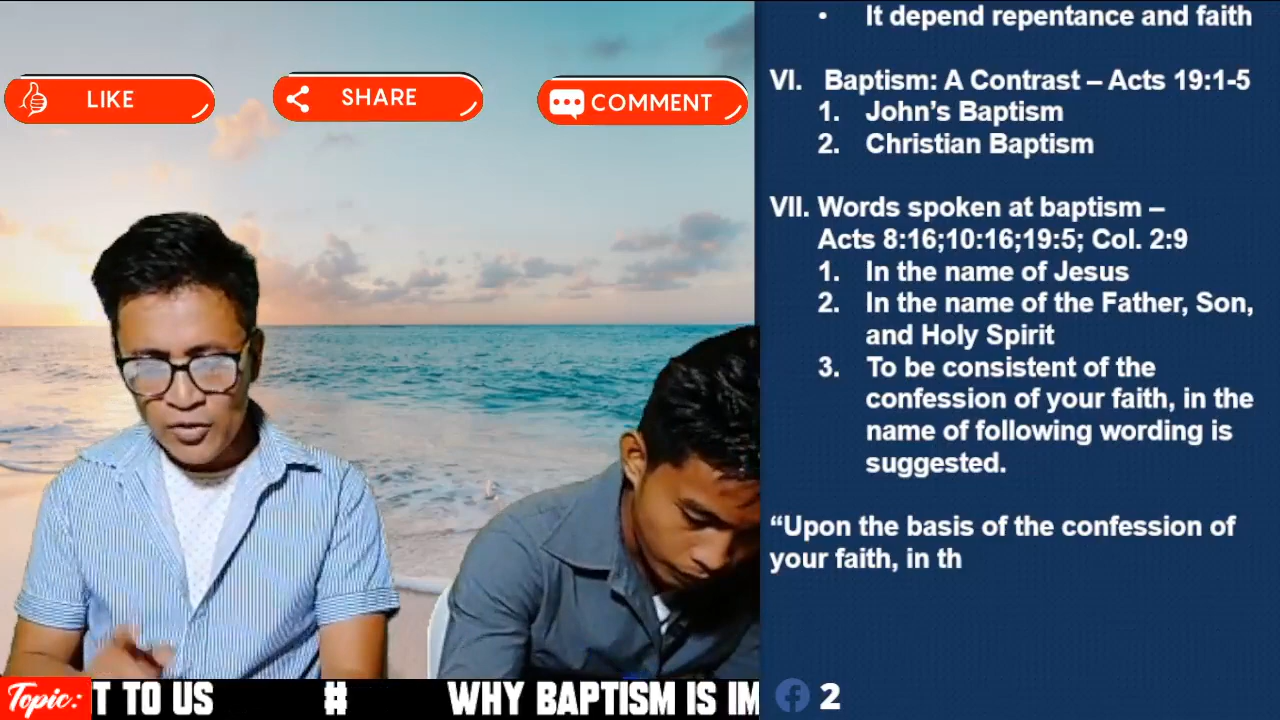 LIKE
SHARE
COMMENT
• It depend repentance and faith
VI. Baptism: A Contrast – Acts 19:1-5
1. John’s Baptism
2. Christian Baptism
VII. Words spoken at baptism –
Acts 8:16;10:16;19:5; Col. 2:9
1. In the name of Jesus
2. In the name of the Father, Son,
and Holy Spirit
3. To be consistent of the
confession of your faith, in the
name of following wording is
suggested.
“Upon the basis of the confession of
your faith, in th
Topic: T TO US # WHY BAPTISM IS IM
2